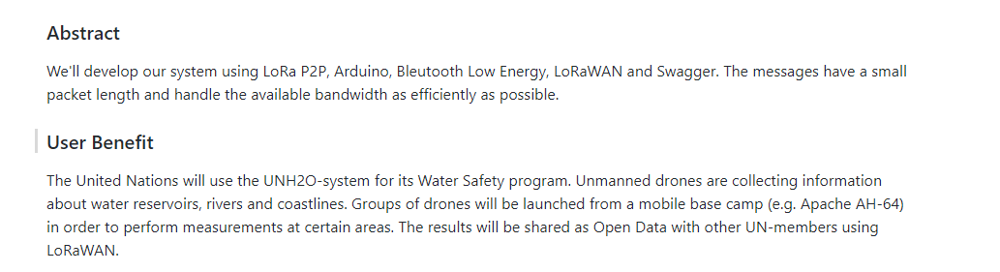 Abstract
We'll develop our system using LoRa P2P, Arduino, Bleutooth Low Energy, LoRaWAN and Swagger. The messages have a small
packet length and handle the available bandwidth as efficiently as possible.
User Benefit
The United Nations will use the UNH2O-system for its Water Safety program. Unmanned drones are collecting information
about water reservoirs, rivers and coastlines. Groups of drones will be launched from a mobile base camp (e.g. Apache AH-64)
in order to perform measurements at certain areas. The results will be shared as Open Data with other UN-members using
LoRaWAN.